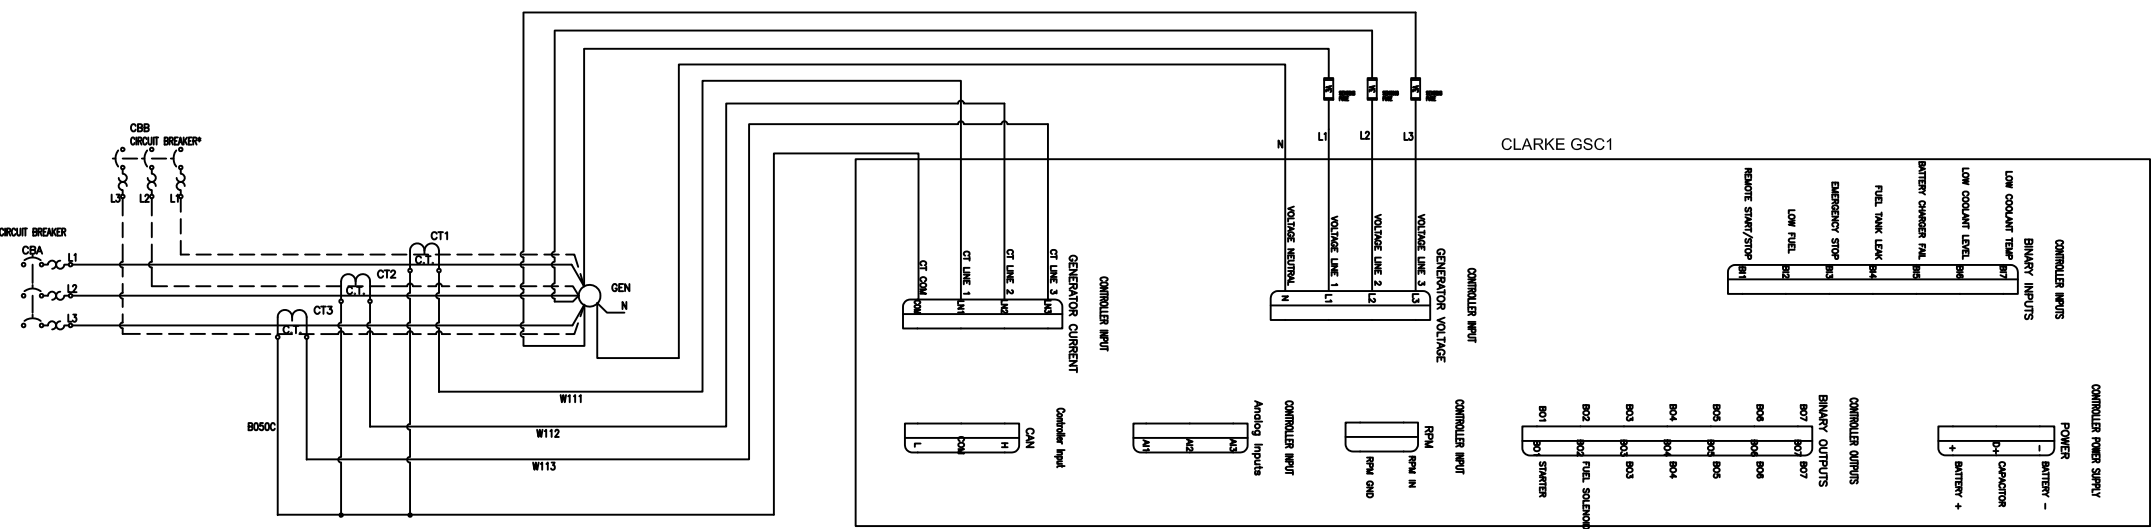 CLARKE GSC1
CBB
CIRCUIT BREAKER*
L3
L2
L1
CIRCUIT BREAKER
CBA
L1
L2
L3
CT1
C.T.
CT2
C.T.
CT3
C.T.
GEN
N
B050C
W111
W112
W113
N
L1
L2
L3
CT COM
CT LINE 1
CT LINE 2
CT LINE 3
COM
LN1
LN2
LN3
GENERATOR CURRENT
CONTROLLER INPUT
VOLTAGE NEUTRAL
VOLTAGE LINE 1
VOLTAGE LINE 2
VOLTAGE LINE 3
N
L1
L2
L3
GENERATOR VOLTAGE
CONTROLLER INPUT
REMOTE START/STOP
LOW FUEL
EMERGENCY STOP
FUEL TANK LEAK
BATTERY CHARGER FAIL
LOW COOLANT LEVEL
LOW COOLANT TEMP
BI1
BI2
BI3
BI4
BI5
BI6
BI7
BINARY INPUTS
CONTROLLER INPUTS
L
COM
H
CAN
Controller Input
AI1
AI2
AI3
Analog Inputs
CONTROLLER INPUT
RPM
RPM GND
RPM IN
CONTROLLER INPUT
BO1
BO2
BO3
BO4
BO5
BO6
BO7
BO1
BO2
BO3
BO4
BO5
BO6
BO7
STARTER
FUEL SOLENOID
BO3
BO4
BO5
BO6
BO7
BINARY OUTPUTS
CONTROLLER OUTPUTS
+
D+
-
BATTERY +
CAPACITOR
BATTERY -
POWER
CONTROLLER POWER SUPPLY